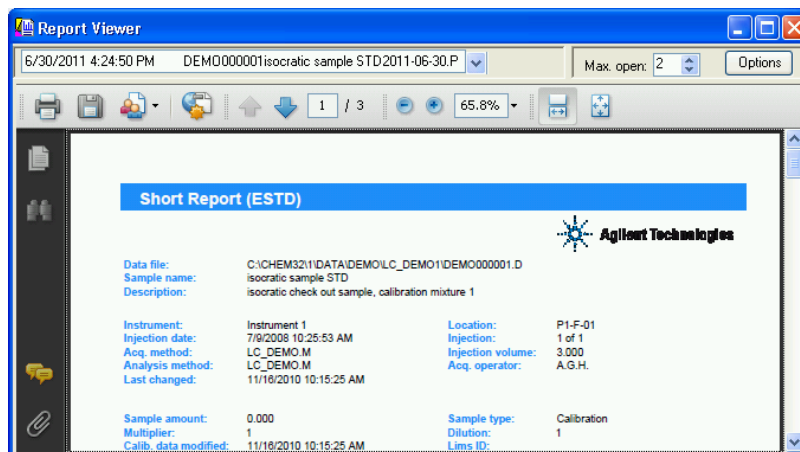 Report Viewer
6/30/2011 4:24:50 PM DEMO000001isocratic sample STD2011-06-30.P
Max. open: 2 Options
1 / 3 65.8%
Short Report (ESTD)
Agilent Technologies
Data file: C:\CHEM32\1\DATA\DEMO\LC_DEMO1\DEMO000001.D
Sample name: isocratic sample STD
Description: isocratic check out sample, calibration mixture 1
Instrument: Instrument 1 Location: P1-F-01
Injection date: 7/9/2008 10:25:53 AM Injection: 1 of 1
Acq. method: LC_DEMO.M Injection volume: 3.000
Analysis method: LC_DEMO.M Acq. operator: A.G.H.
Last changed: 11/16/2010 10:15:25 AM
Sample amount: 0.000 Sample type: Calibration
Multiplier: 1 Dilution: 1
Calib. data modified: 11/16/2010 10:15:25 AM Lims ID: